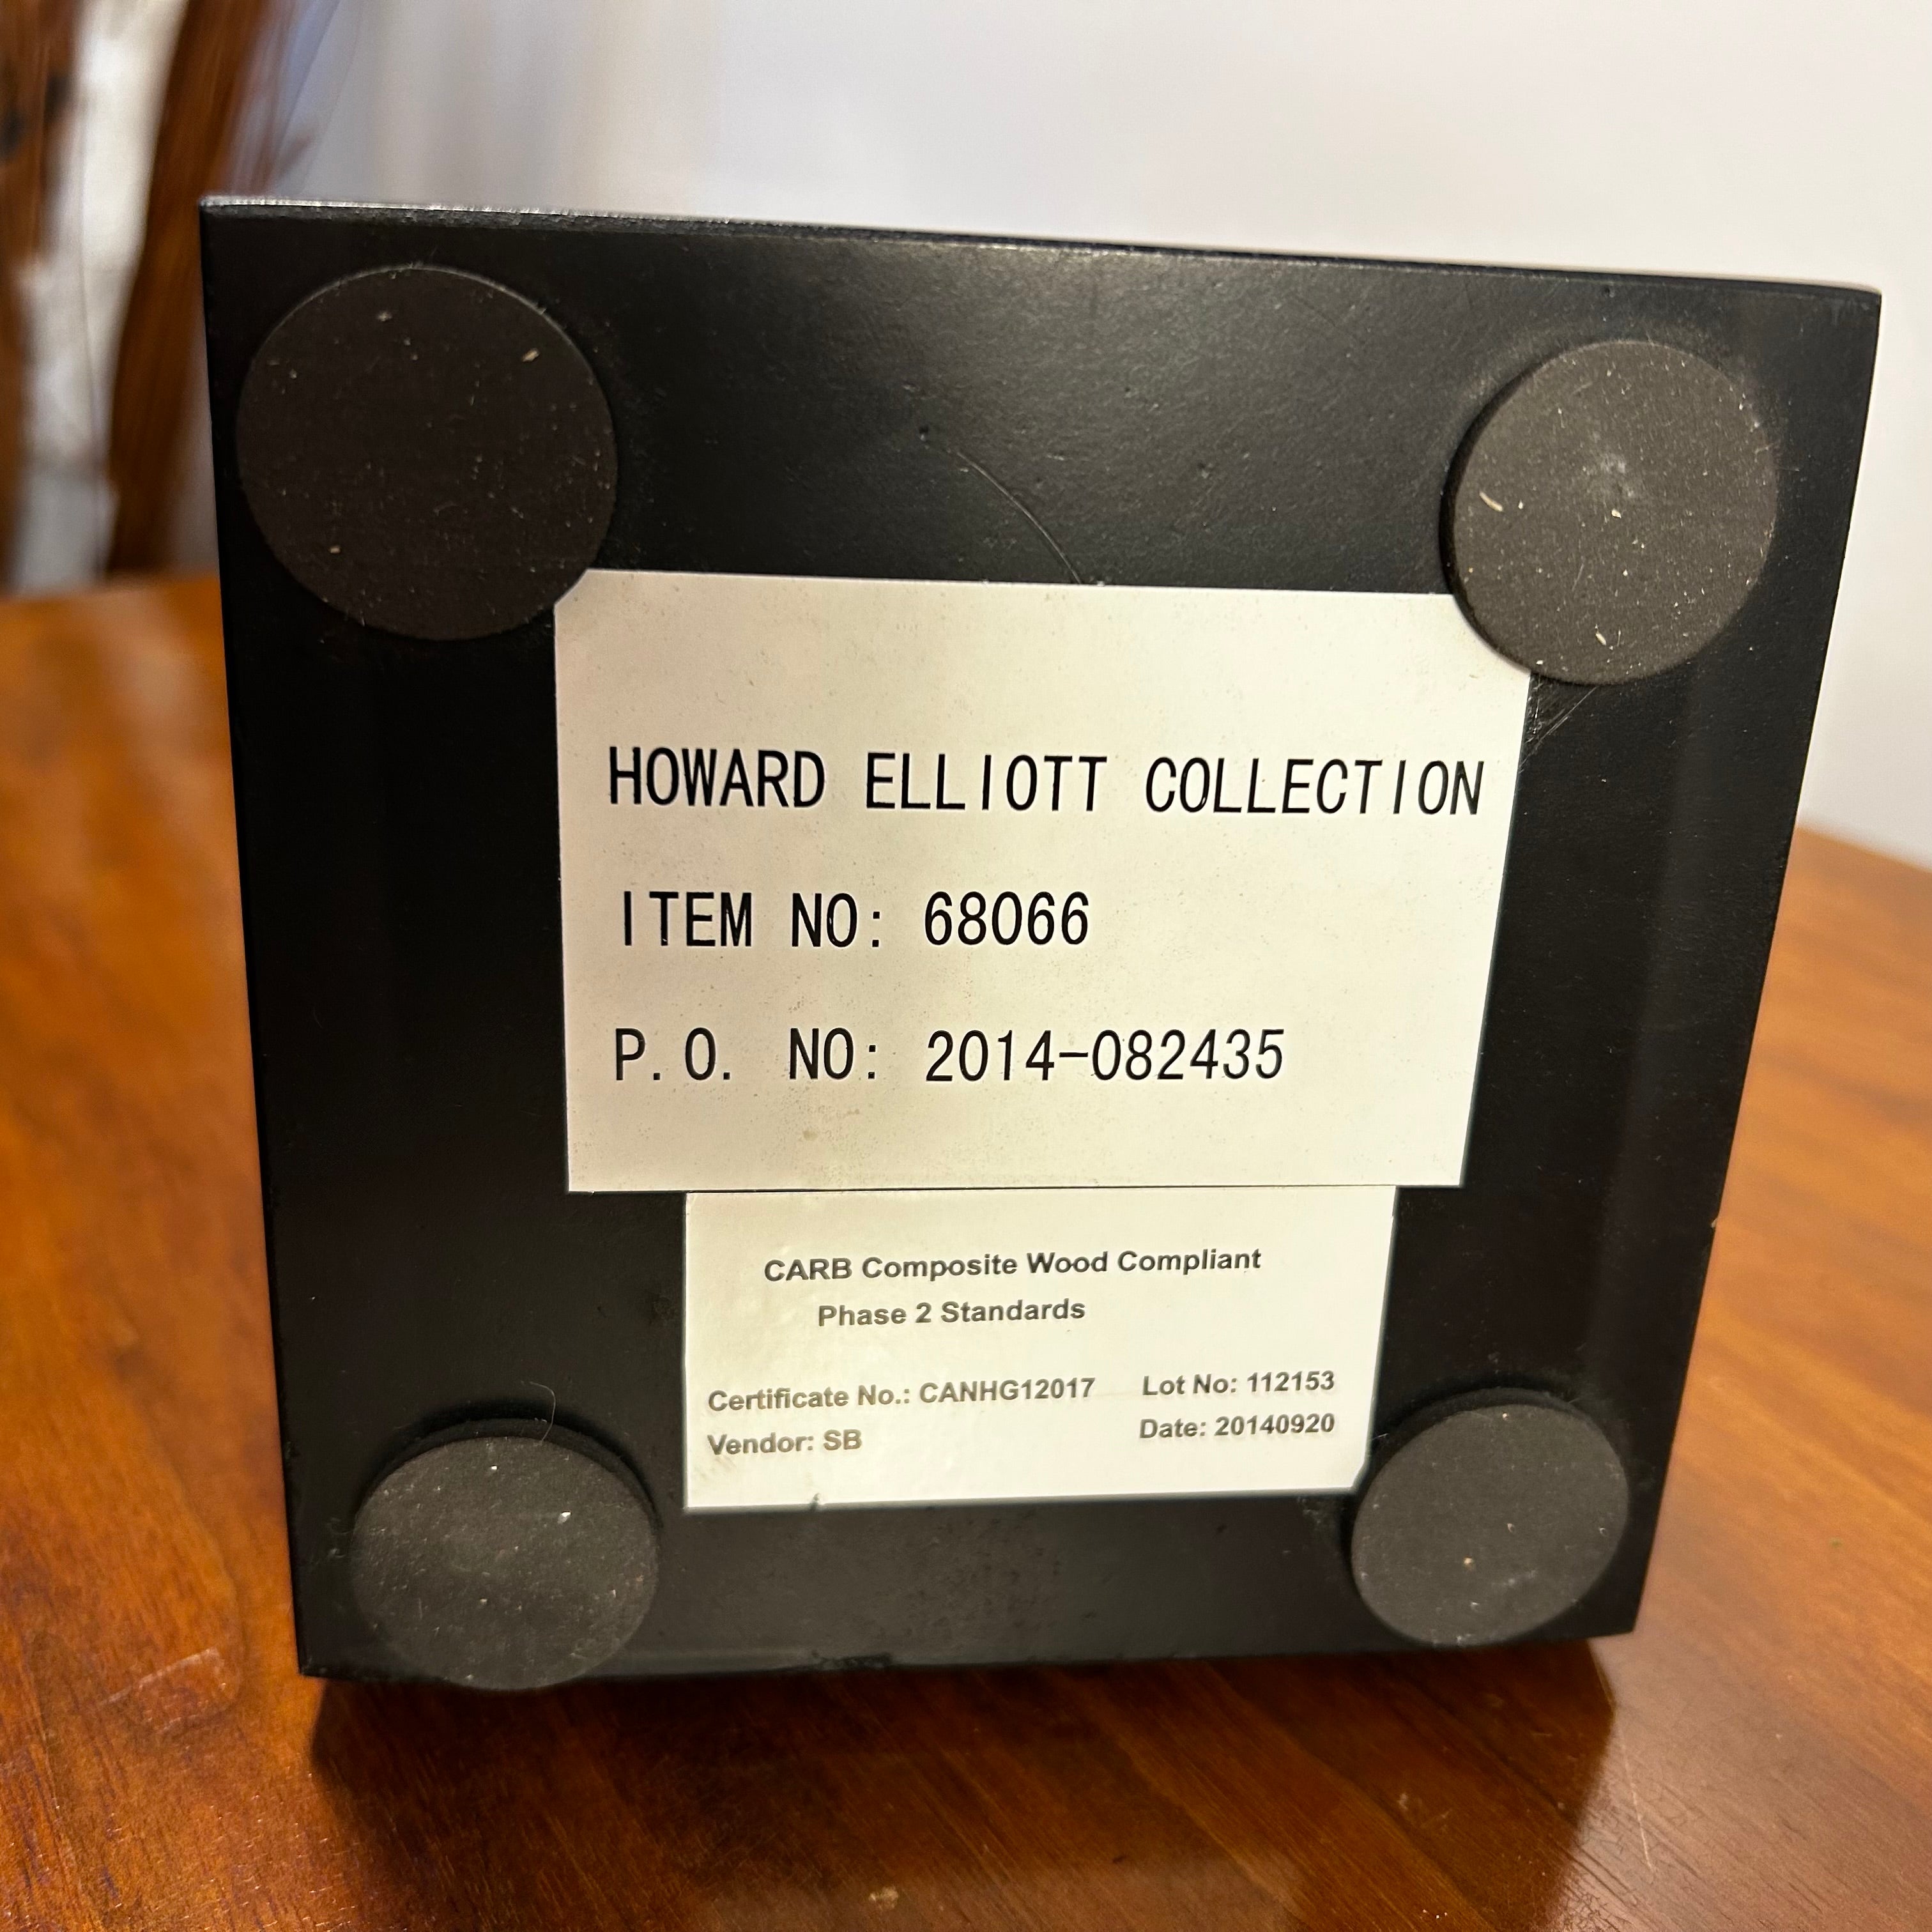 HOWARD ELLIOTT COLLECTION
ITEM NO: 68066
P.O. NO: 2014-082435
CARB Composite Wood Compliant
Phase 2 Standards
Certificate No.: CANHG12017 Lot No: 112153
Vendor: SB Date: 20140920